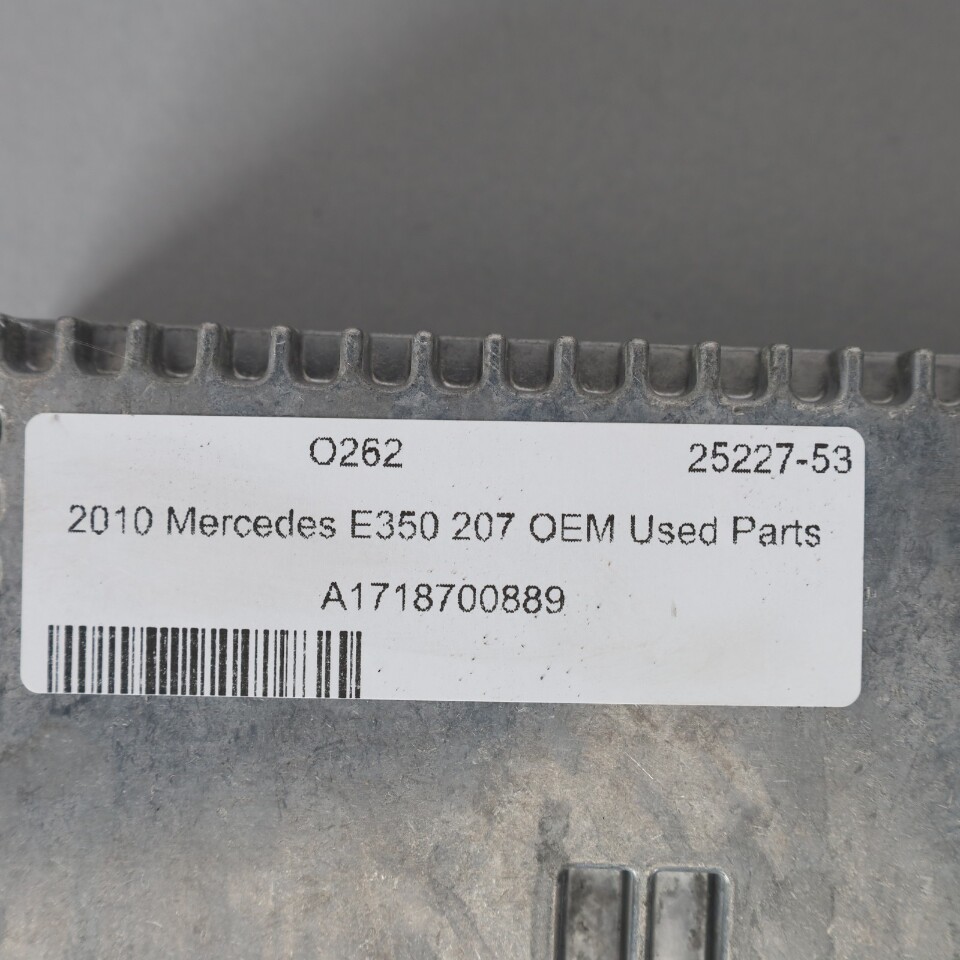 O262 25227-53
2010 Mercedes E350 207 OEM Used Parts
A1718700889